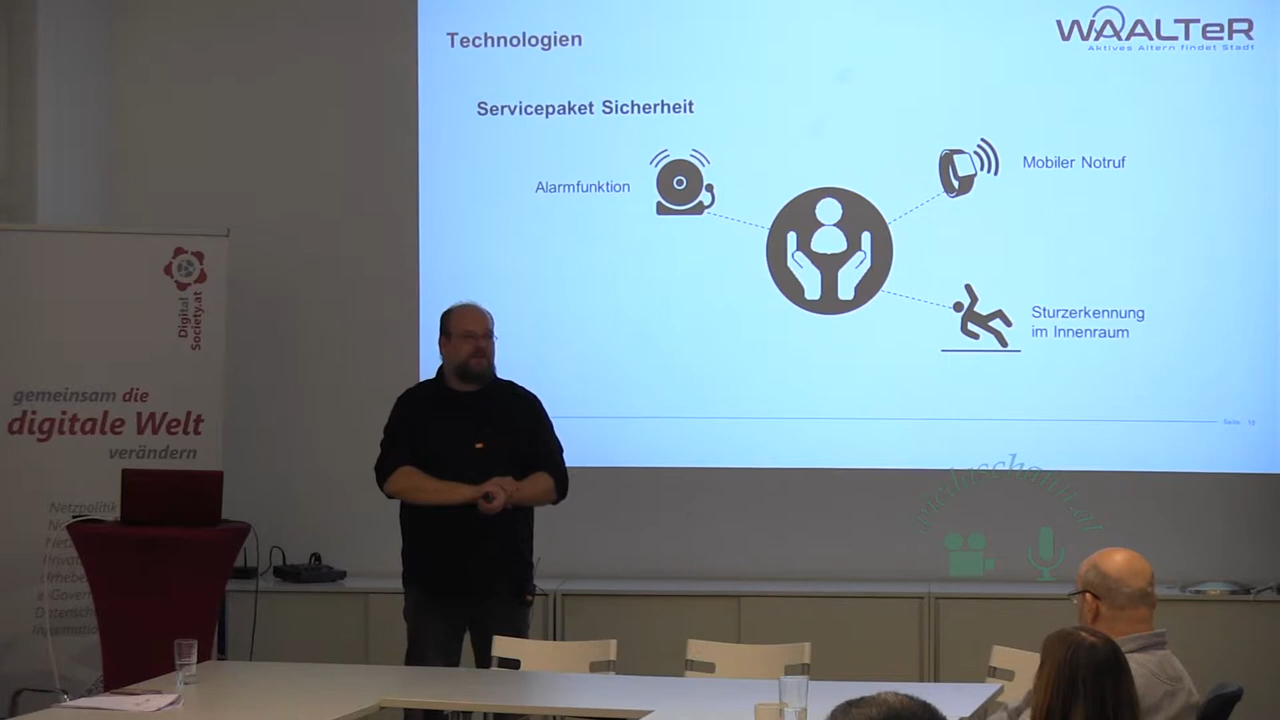 Technologien
WAALTeR
Aktives Altern findet Stadt
Servicepaket Sicherheit
Alarmfunktion
Mobiler Notruf
Sturzerkennung
im Innenraum
Seite
Digital
Society.at
gemeinsam die
digitale Welt
verändern
Netzpolitik